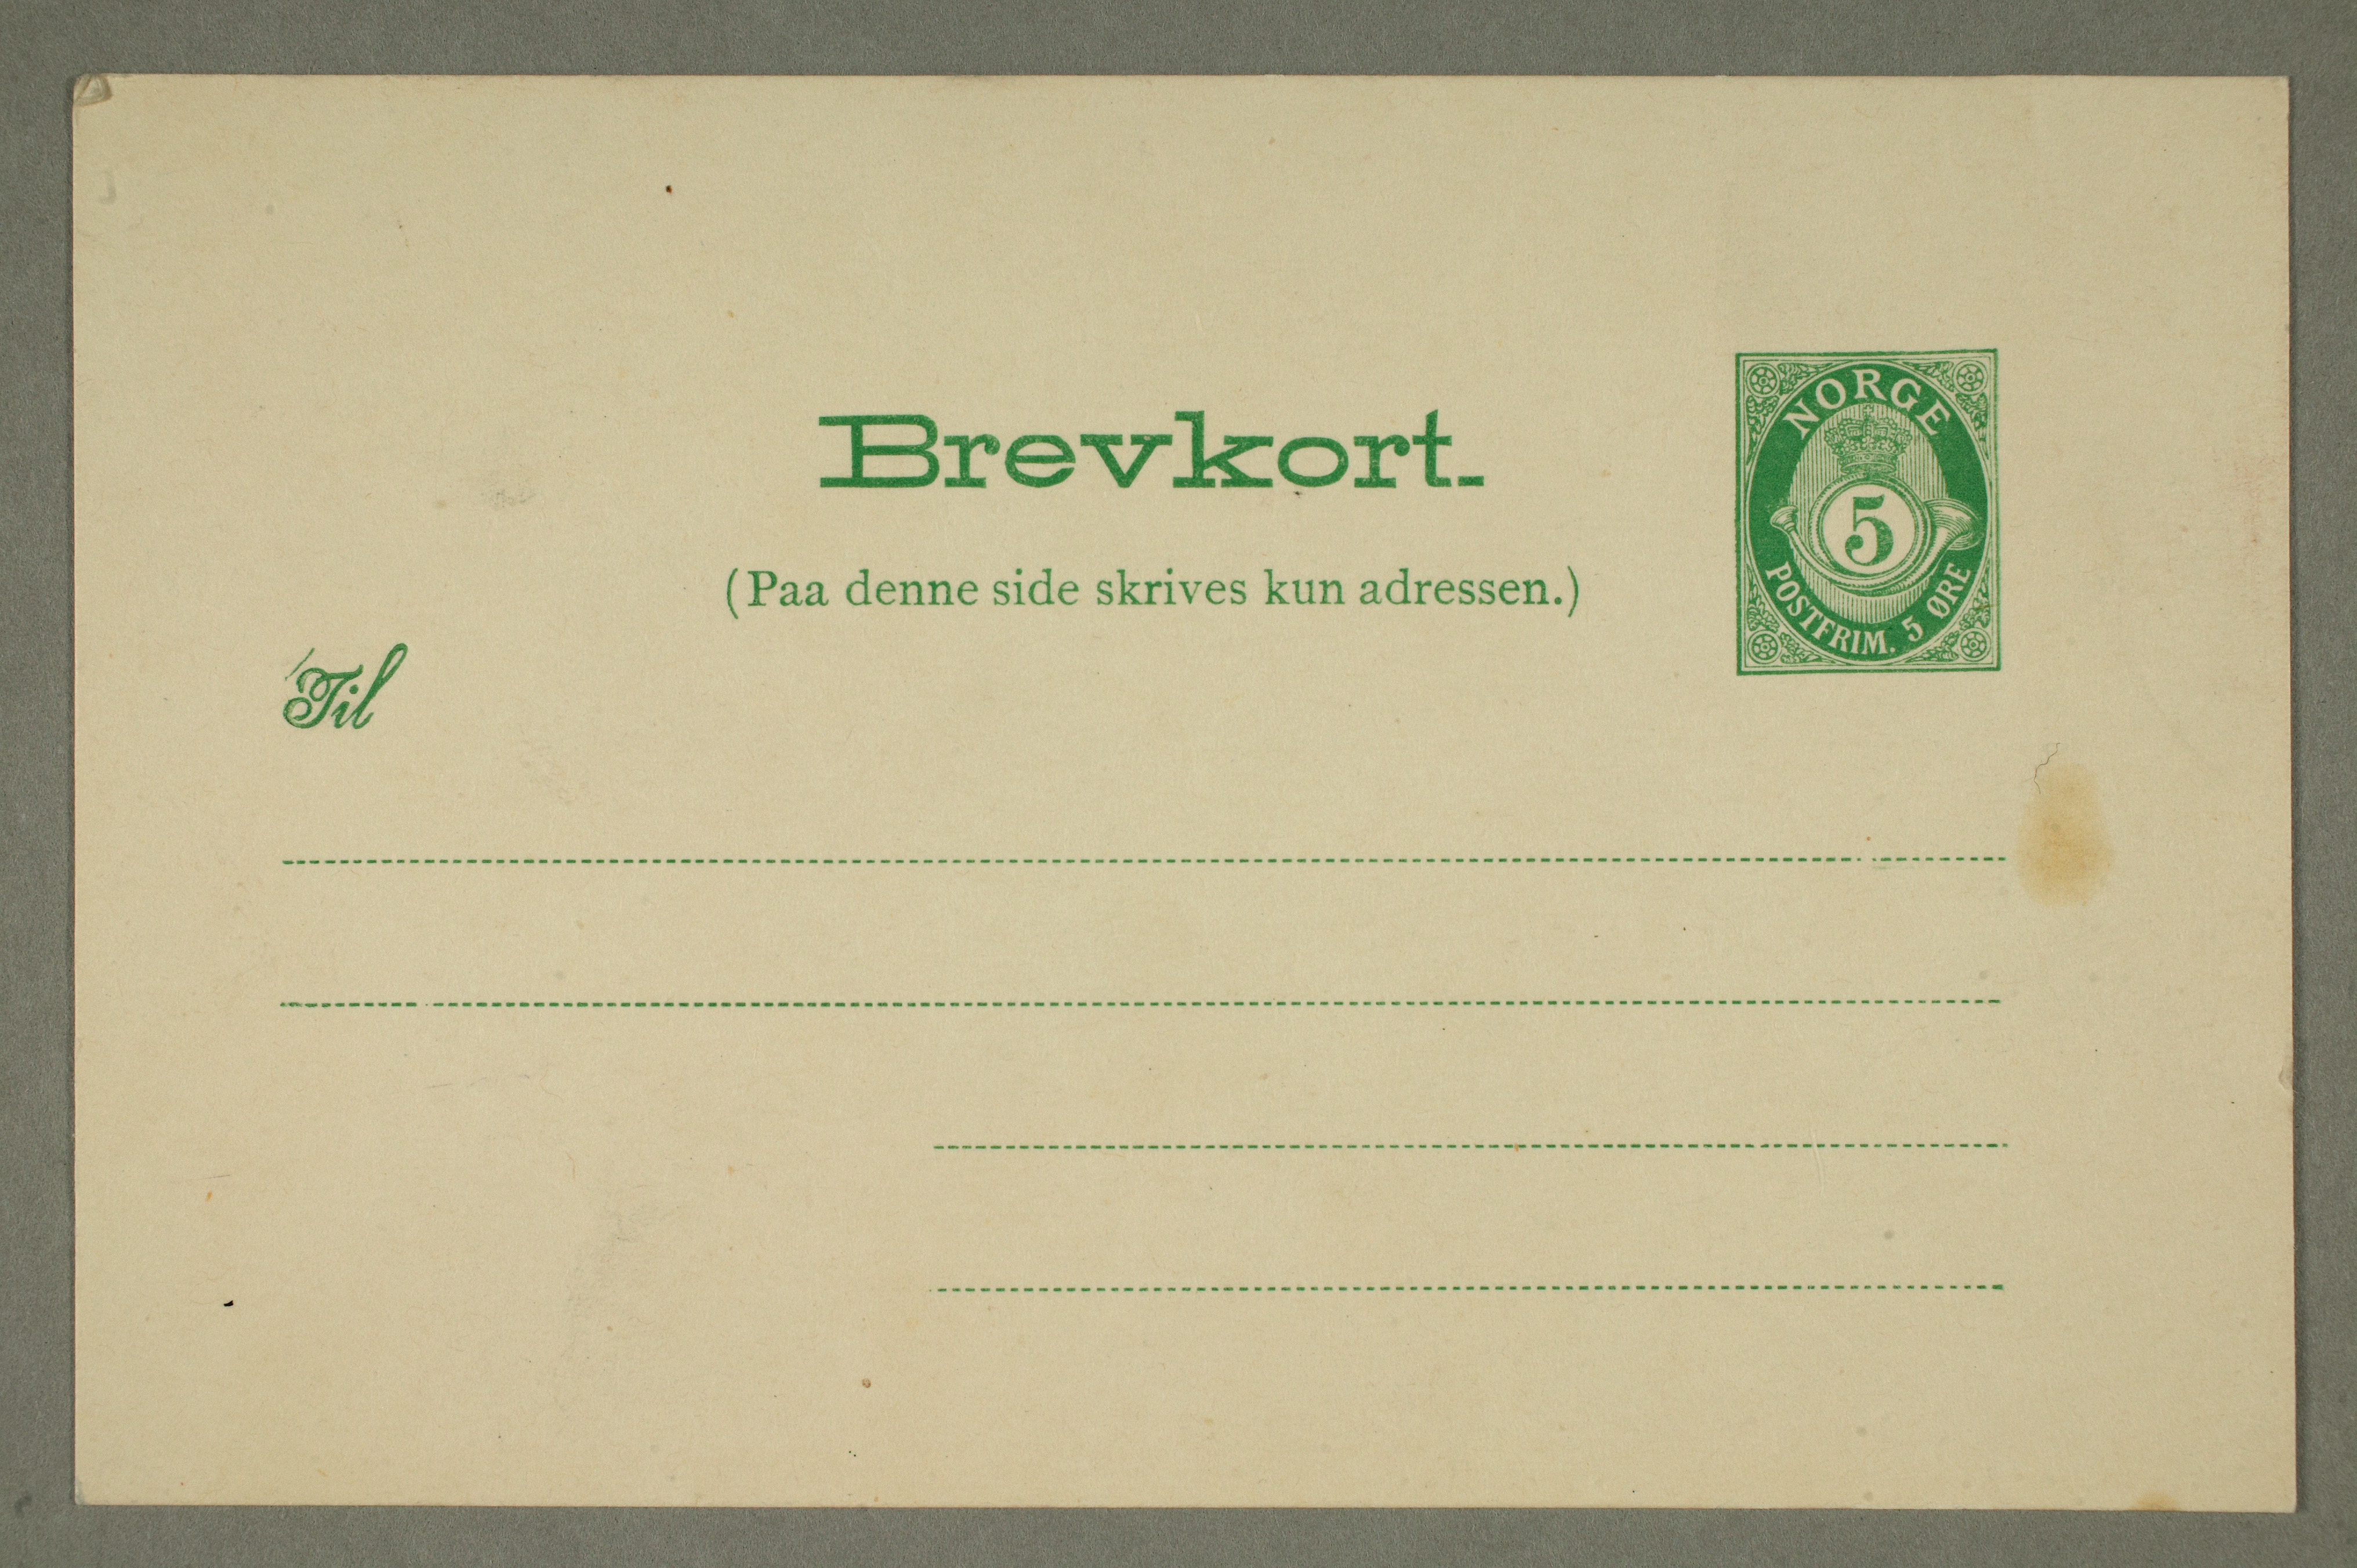 Brevkort.
(Paa denne side skrives kun adressen.)
NORGE
5
POSTFRIM. 5 ØRE
Til